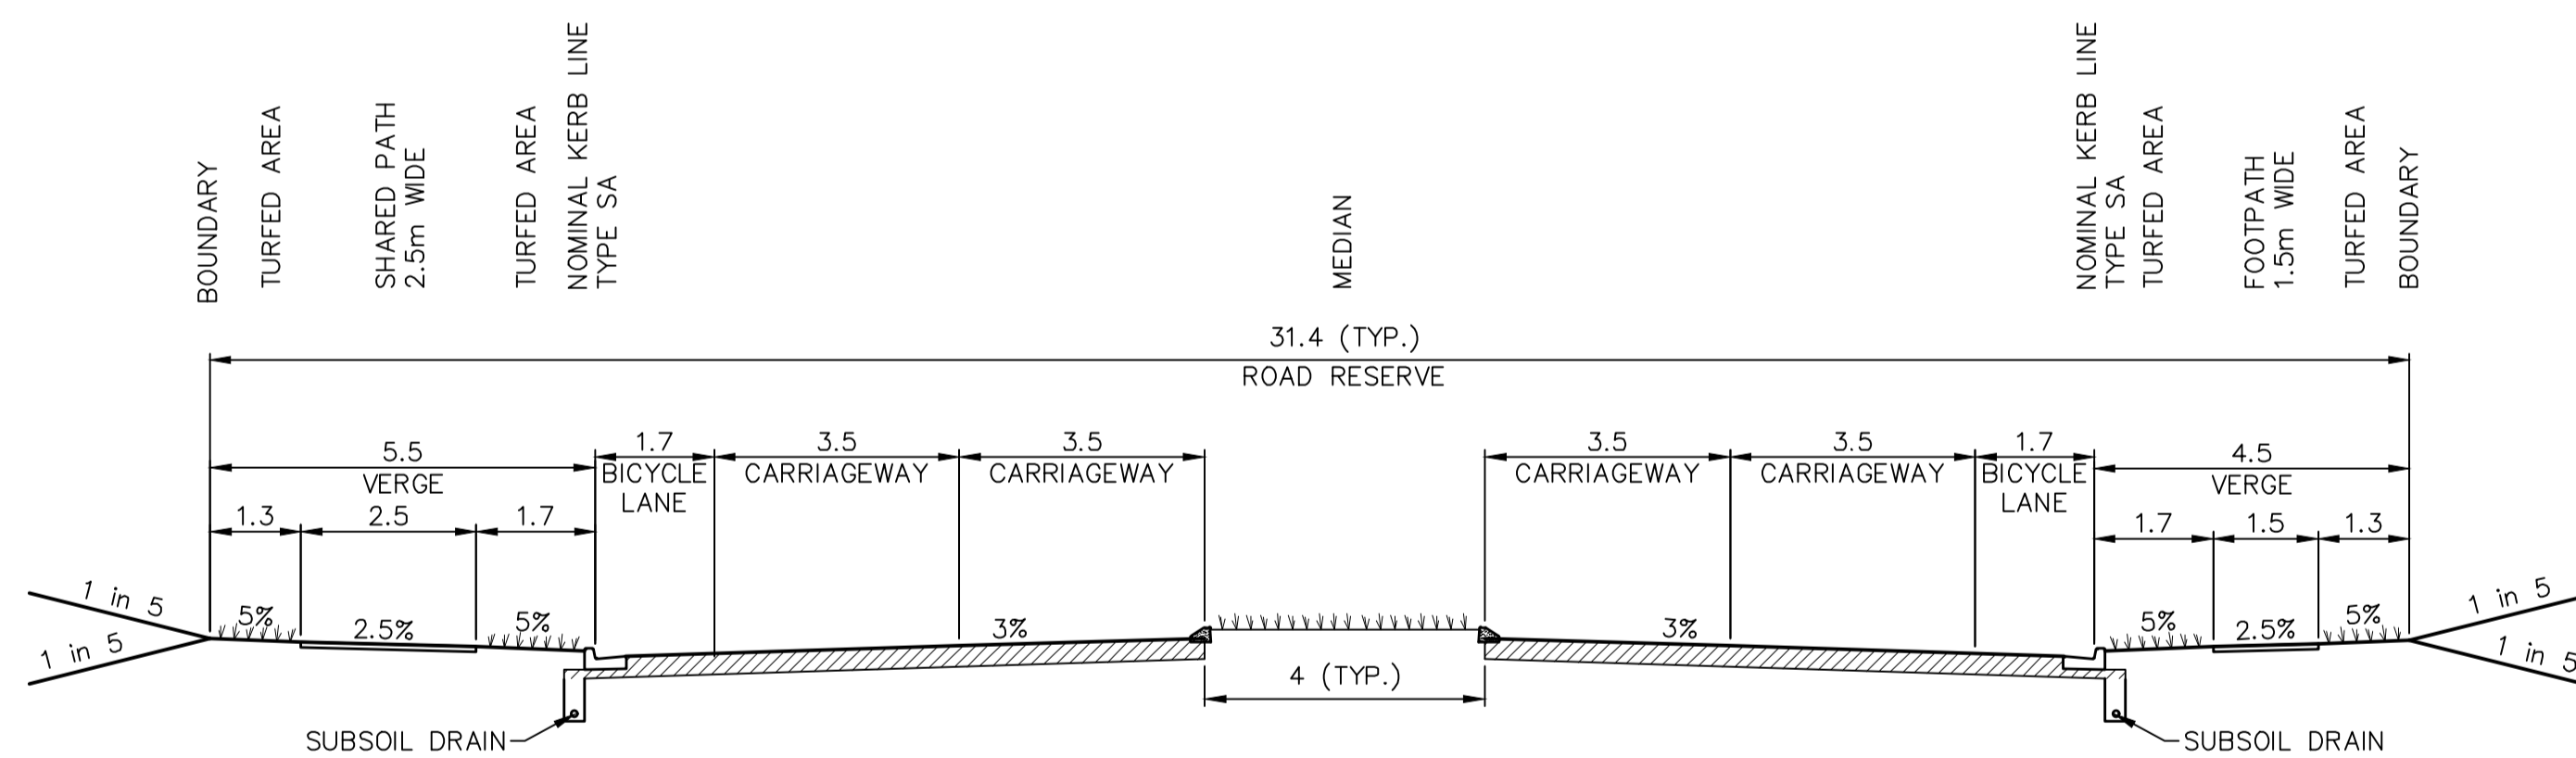 BOUNDARY
TURFED AREA
SHARED PATH
2.5m WIDE
TURFED AREA
NOMINAL KERB LINE
TYPE SA
MEDIAN
NOMINAL KERB LINE
TYPE SA
TURFED AREA
FOOTPATH
1.5m WIDE
TURFED AREA
BOUNDARY
31.4 (TYP.)
ROAD RESERVE
5.5
VERGE
1.7
BICYCLE
LANE
3.5
CARRIAGEWAY
3.5
CARRIAGEWAY
3.5
CARRIAGEWAY
3.5
CARRIAGEWAY
1.7
BICYCLE
LANE
4.5
VERGE
1.3
2.5
1.7
1.7
1.5
1.3
1 in 5
1 in 5
5%
2.5%
5%
3%
3%
5%
2.5%
5%
1 in 5
1 in 5
4 (TYP.)
SUBSOIL DRAIN
SUBSOIL DRAIN